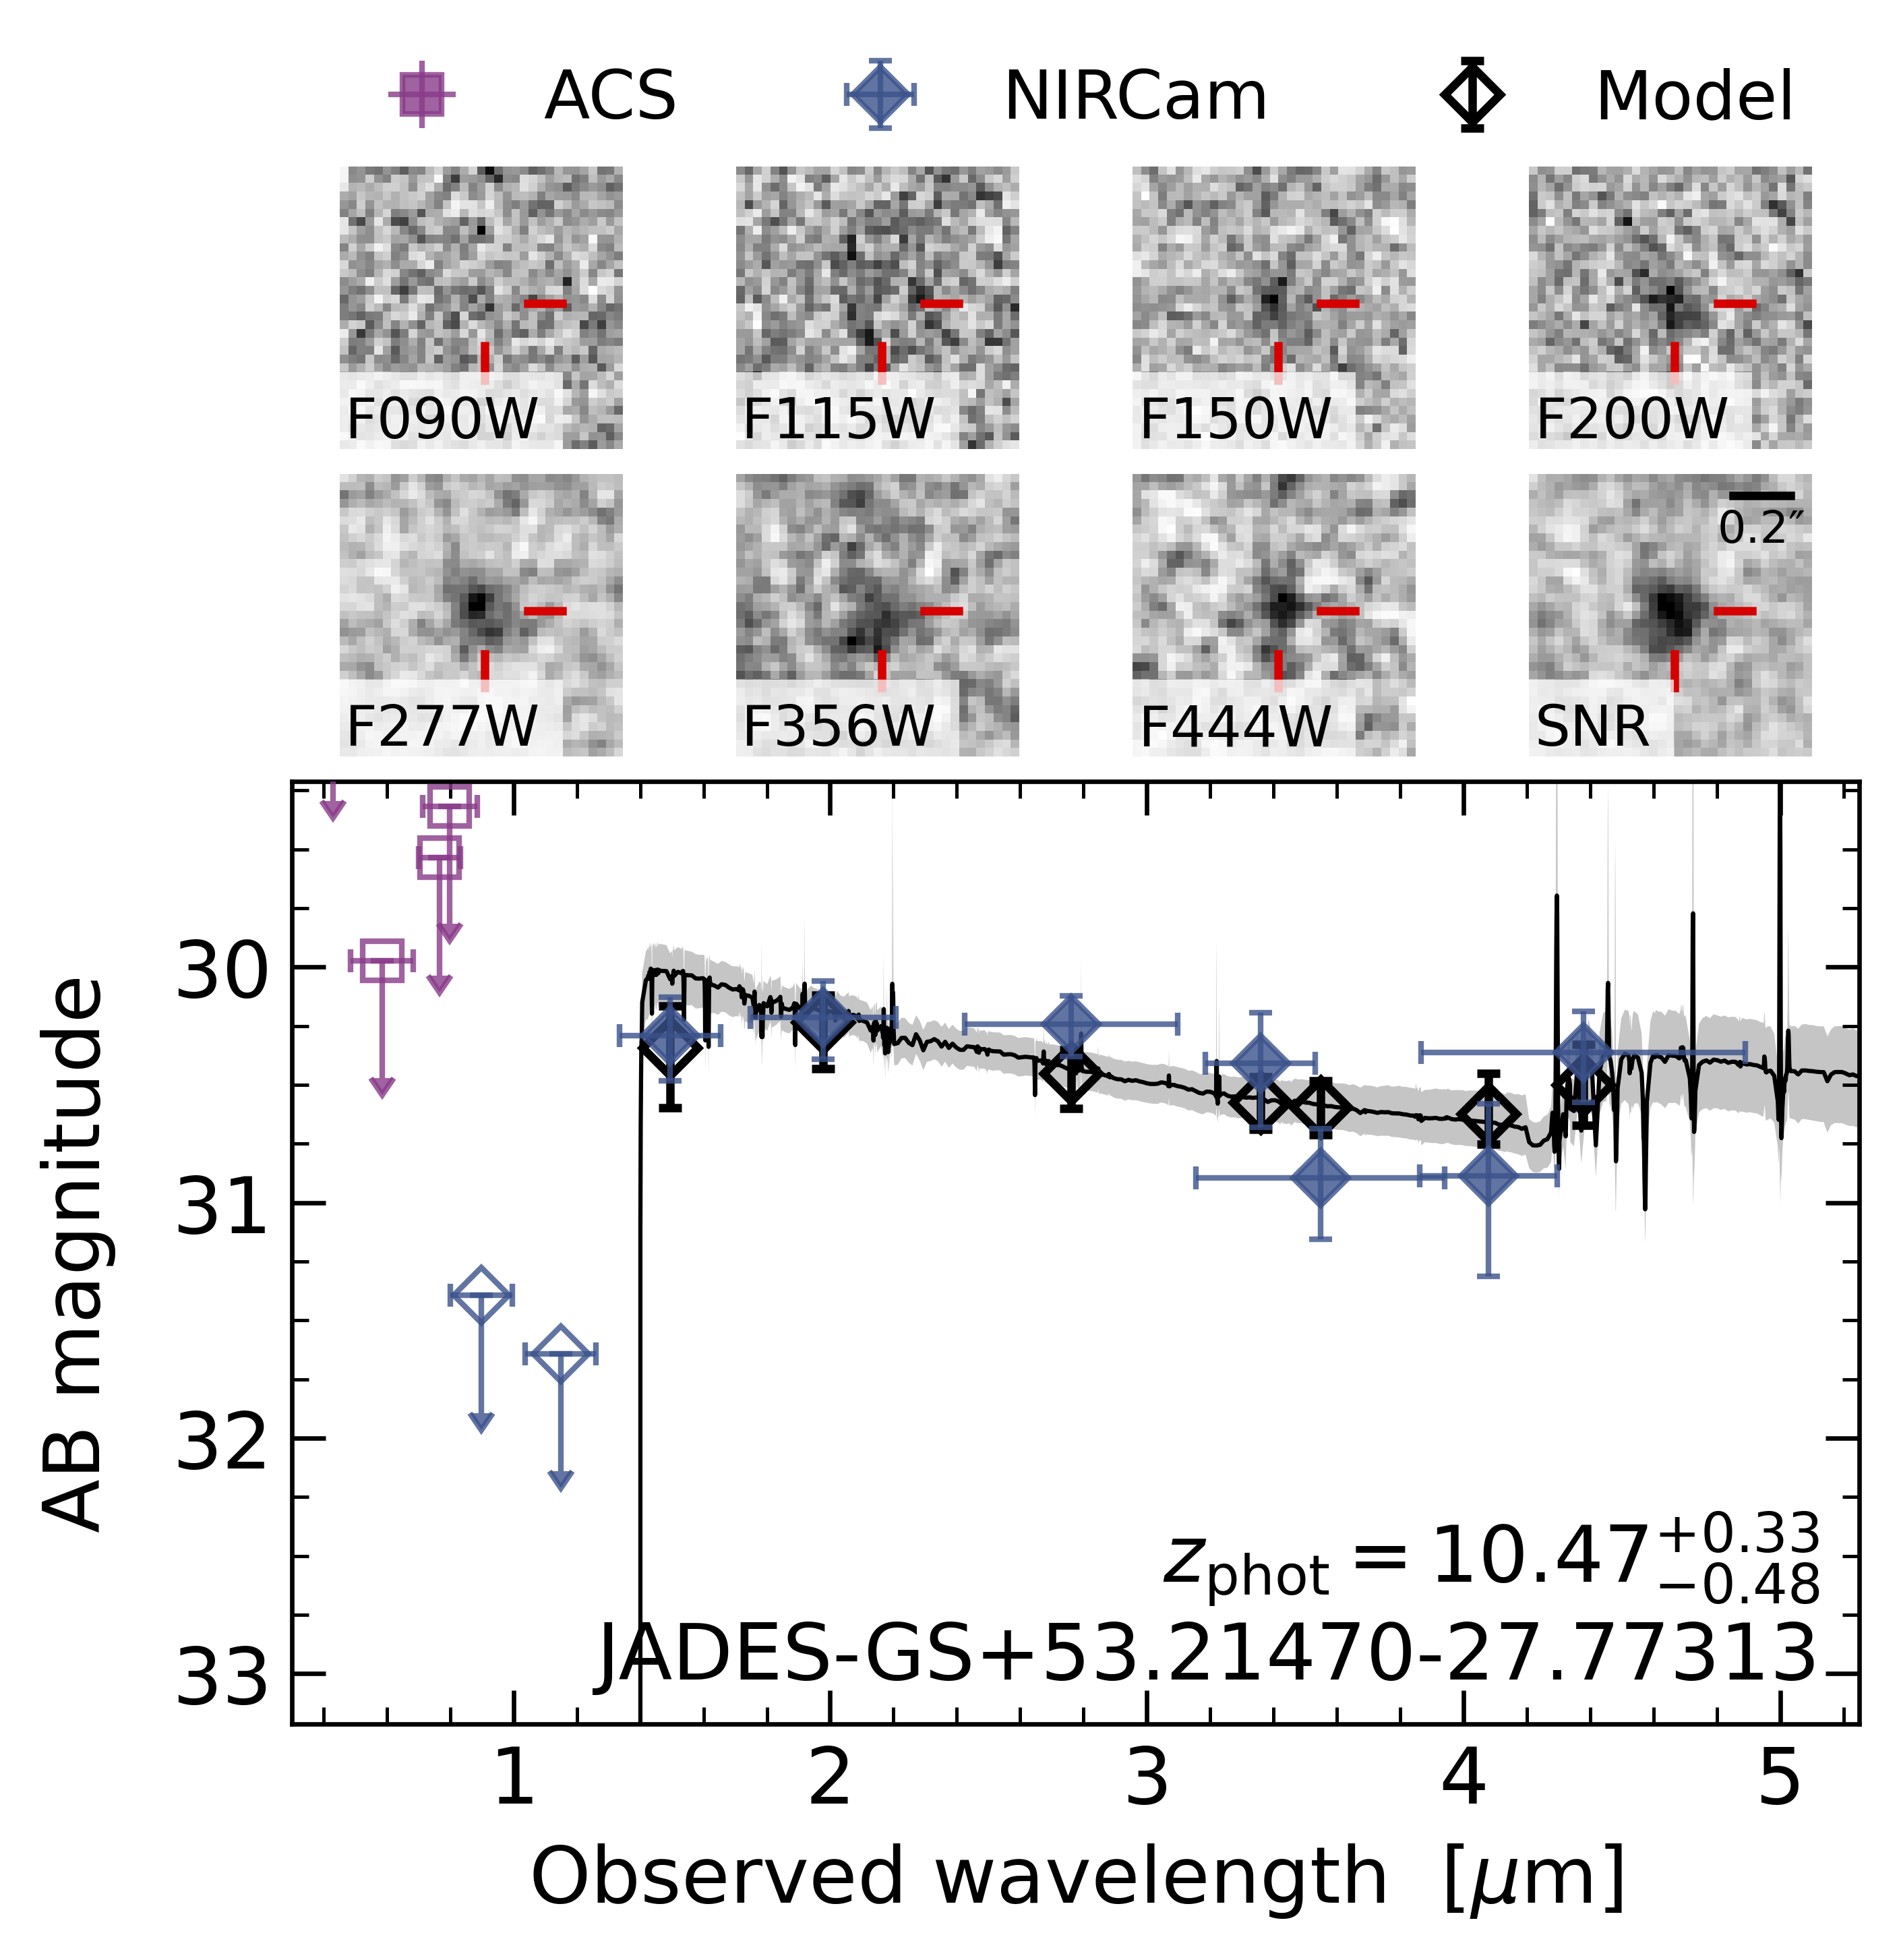 ACS NIRCam Model
F090W F115W F150W F200W
0.2″
F277W F356W F444W SNR
AB magnitude
30
31
32
33
z_phot = 10.47 +0.33 −0.48
JADES-GS+53.21470-27.77313
1 2 3 4 5
Observed wavelength [μm]